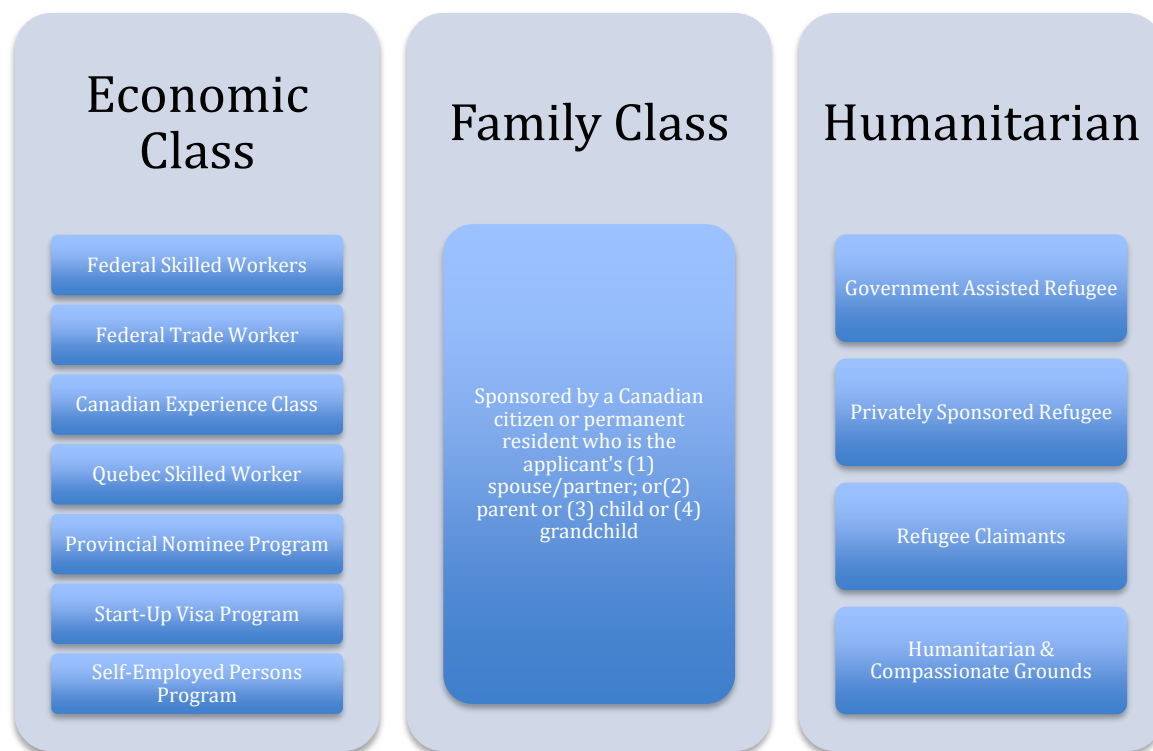 Economic
Class
Federal Skilled Workers
Federal Trade Worker
Canadian Experience Class
Quebec Skilled Worker
Provincial Nominee Program
Start-Up Visa Program
Self-Employed Persons
Program
Family Class
Sponsored by a Canadian
citizen or permanent
resident who is the
applicant's (1)
spouse/partner; or(2)
parent or (3) child or (4)
grandchild
Humanitarian
Government Assisted Refugee
Privately Sponsored Refugee
Refugee Claimants
Humanitarian &
Compassionate Grounds